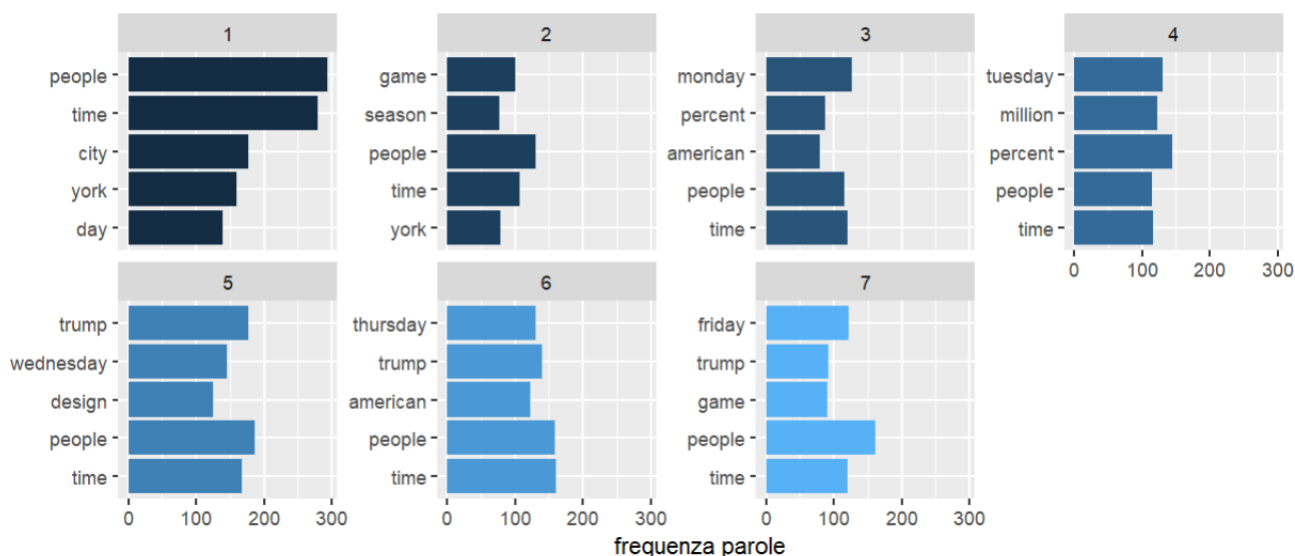 1
people
time
city
york
day
2
game
season
people
time
york
3
monday
percent
american
people
time
4
tuesday
million
percent
people
time
0 100 200 300
5
trump
wednesday
design
people
time
0 100 200 300
6
thursday
trump
american
people
time
0 100 200 300
7
friday
trump
game
people
time
0 100 200 300
frequenza parole